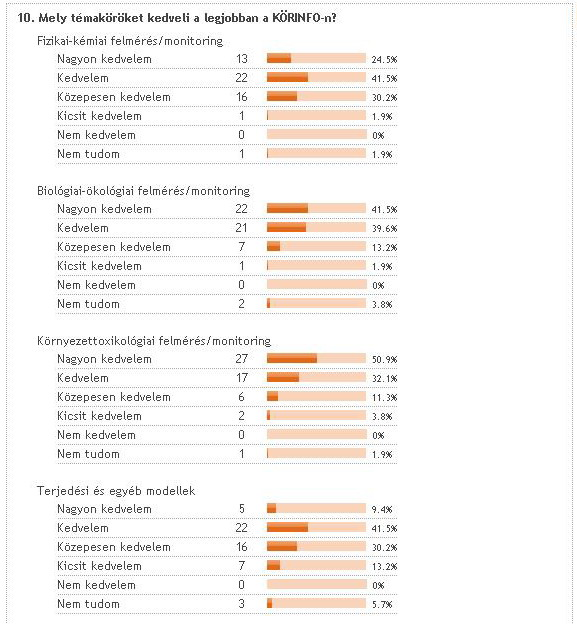 10. Mely témaköröket kedveli a legjobban a KÖRINFO-n?
Fizikai-kémiai felmérés/monitoring
Nagyon kedvelem 13 24.5%
Kedvelem 22 41.5%
Közepesen kedvelem 16 30.2%
Kicsit kedvelem 1 1.9%
Nem kedvelem 0 0%
Nem tudom 1 1.9%
Biológiai-ökológiai felmérés/monitoring
Nagyon kedvelem 22 41.5%
Kedvelem 21 39.6%
Közepesen kedvelem 7 13.2%
Kicsit kedvelem 1 1.9%
Nem kedvelem 0 0%
Nem tudom 2 3.8%
Környezettoxikológiai felmérés/monitoring
Nagyon kedvelem 27 50.9%
Kedvelem 17 32.1%
Közepesen kedvelem 6 11.3%
Kicsit kedvelem 2 3.8%
Nem kedvelem 0 0%
Nem tudom 1 1.9%
Terjedési és egyéb modellek
Nagyon kedvelem 5 9.4%
Kedvelem 22 41.5%
Közepesen kedvelem 16 30.2%
Kicsit kedvelem 7 13.2%
Nem kedvelem 0 0%
Nem tudom 3 5.7%